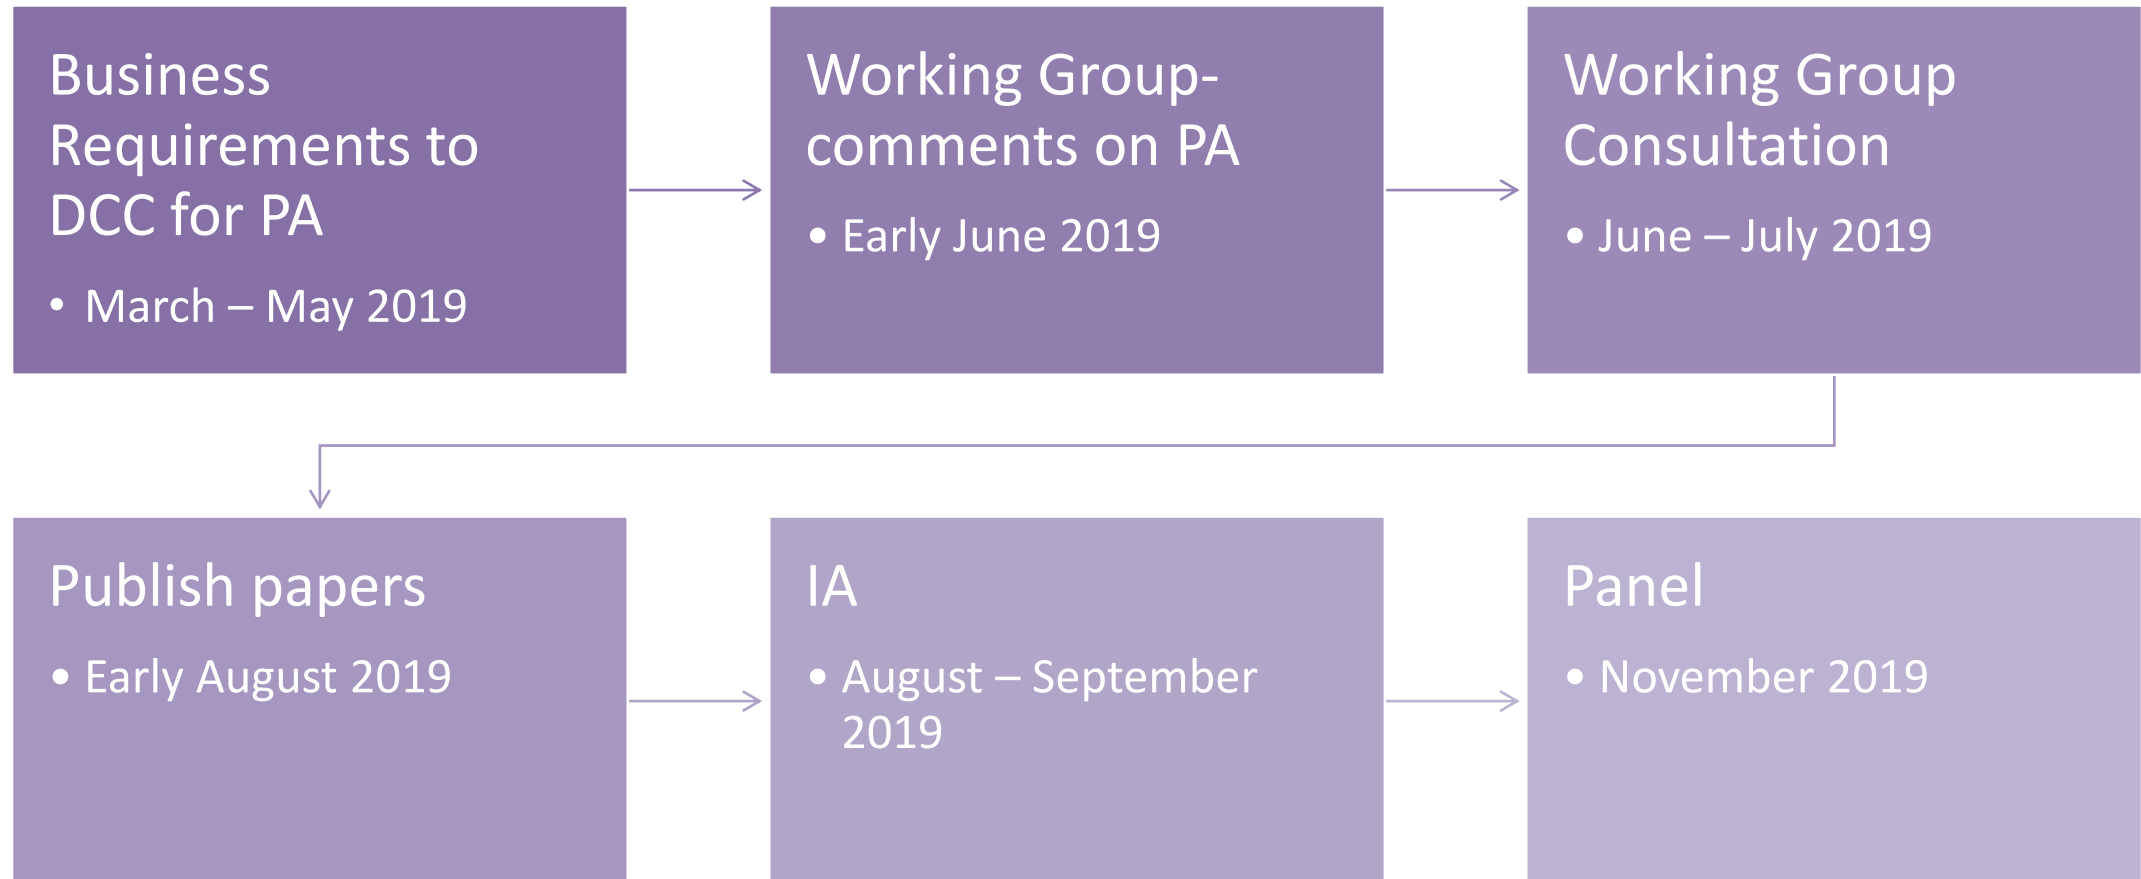 Business
Requirements to
DCC for PA
• March – May 2019
Working Group-
comments on PA
• Early June 2019
Working Group
Consultation
• June – July 2019
Publish papers
• Early August 2019
IA
• August – September
2019
Panel
• November 2019